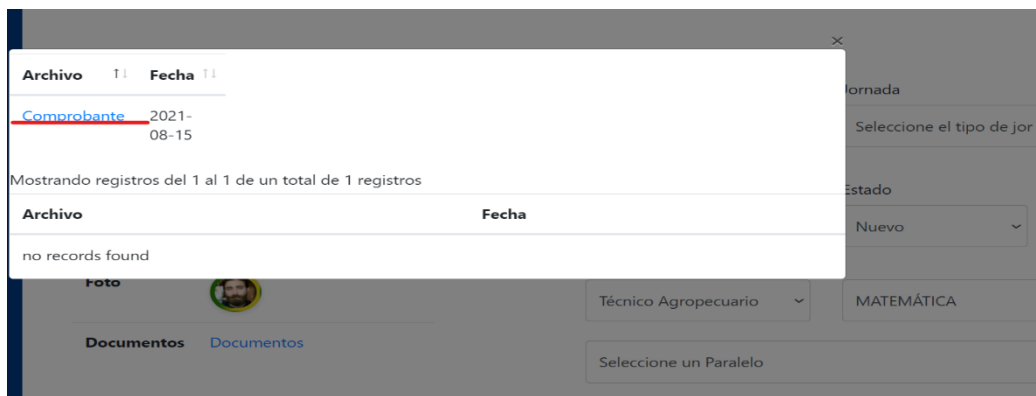 ×
Archivo ↑↓ Fecha ↑↓
Jornada
Comprobante 2021-
08-15
Seleccione el tipo de jor
Mostrando registros del 1 al 1 de un total de 1 registros
Estado
Archivo Fecha
Nuevo
no records found
Foto
Técnico Agropecuario MATEMÁTICA
Documentos Documentos
Seleccione un Paralelo